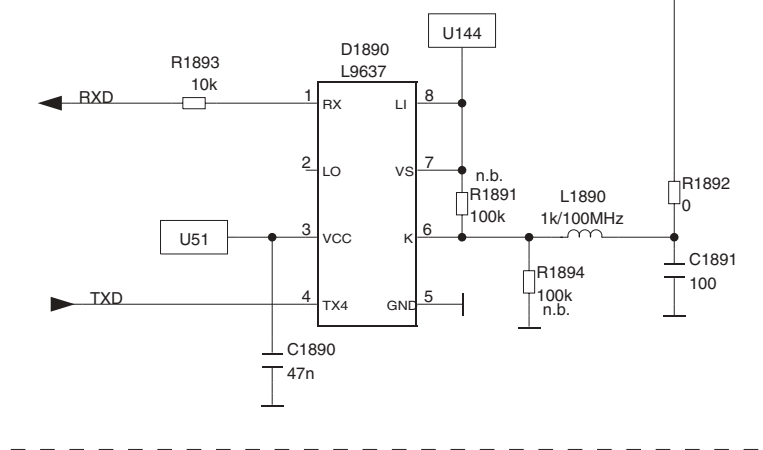 U144
D1890
L9637
R1893
10k
RXD
1
RX
LI
8
2
LO
VS
7
n.b.
R1891
100k
L1890
1k/100MHz
R1892
0
U51
3
VCC
K
6
R1894
100k
n.b.
C1891
100
TXD
4
TX4
GND
5
C1890
47n